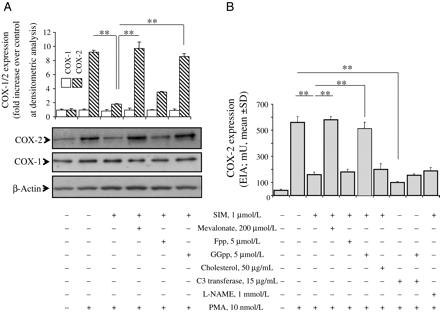 A
B
COX-1/2 expression
(fold increase over control
at densitometric analysis)
12
10
8
6
4
2
0
COX-1
COX-2
**
**
**
COX-2
COX-1
β-Actin
COX-2 expression
(EIA; mU, mean ±SD)
700
600
500
400
300
200
100
0
**
**
**
**
– – + + + + SIM, 1 μmol/L – – + + + + + – – +
– – – + – – Mevalonate, 200 μmol/L – – – + – – – – – –
– – – – + – Fpp, 5 μmol/L – – – – + – – – – –
– – – – – + GGpp, 5 μmol/L – – – – – + – – + –
Cholesterol, 50 μg/mL – – – – – – + – – –
C3 transferase, 15 μg/mL – – – – – – – + + –
L-NAME, 1 mmol/L – – – – – – – – – +
– + + + + + PMA, 10 nmol/L – + + + + + + + + +